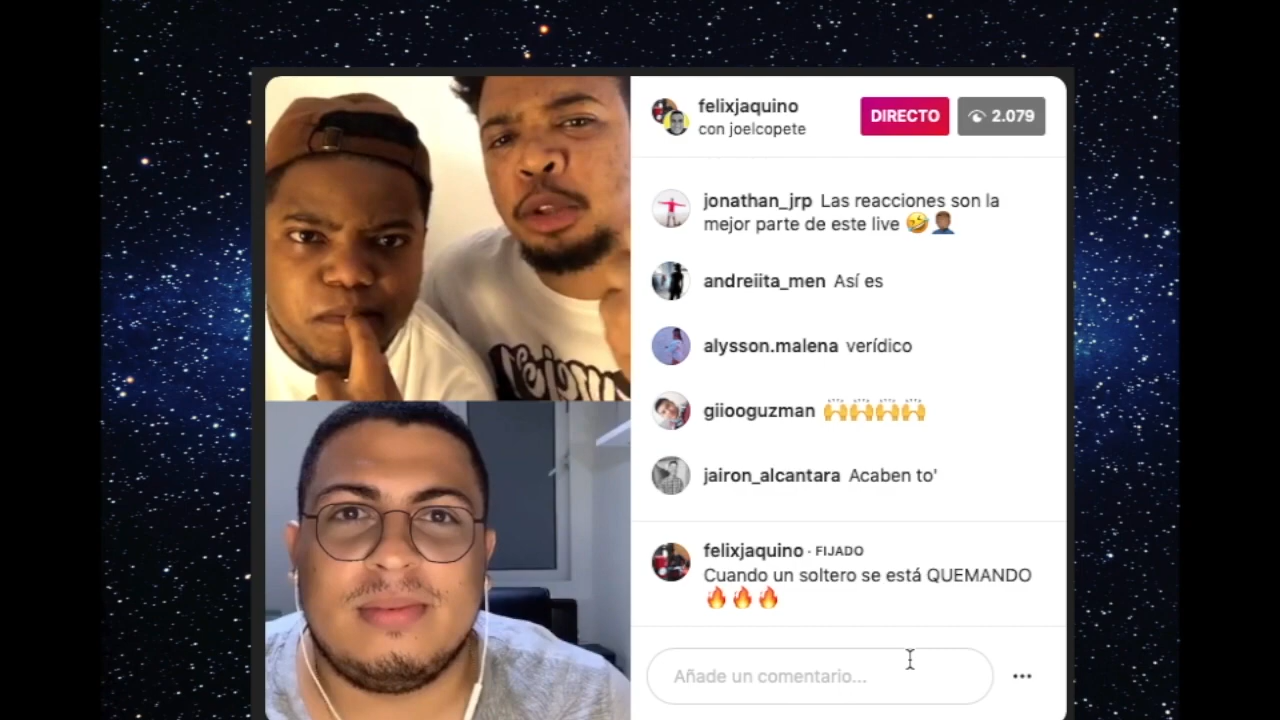 felixjaquino
con joelcopete
DIRECTO
2.079
jonathan_jrp Las reacciones son la
mejor parte de este live 🤣🤦🏾‍♂️
andreiita_men Así es
alysson.malena verídico
giiooguzman 🙌🙌🙌🙌
jairon_alcantara Acaben to'
felixjaquino · FIJADO
Cuando un soltero se está QUEMANDO
🔥🔥🔥
Añade un comentario...